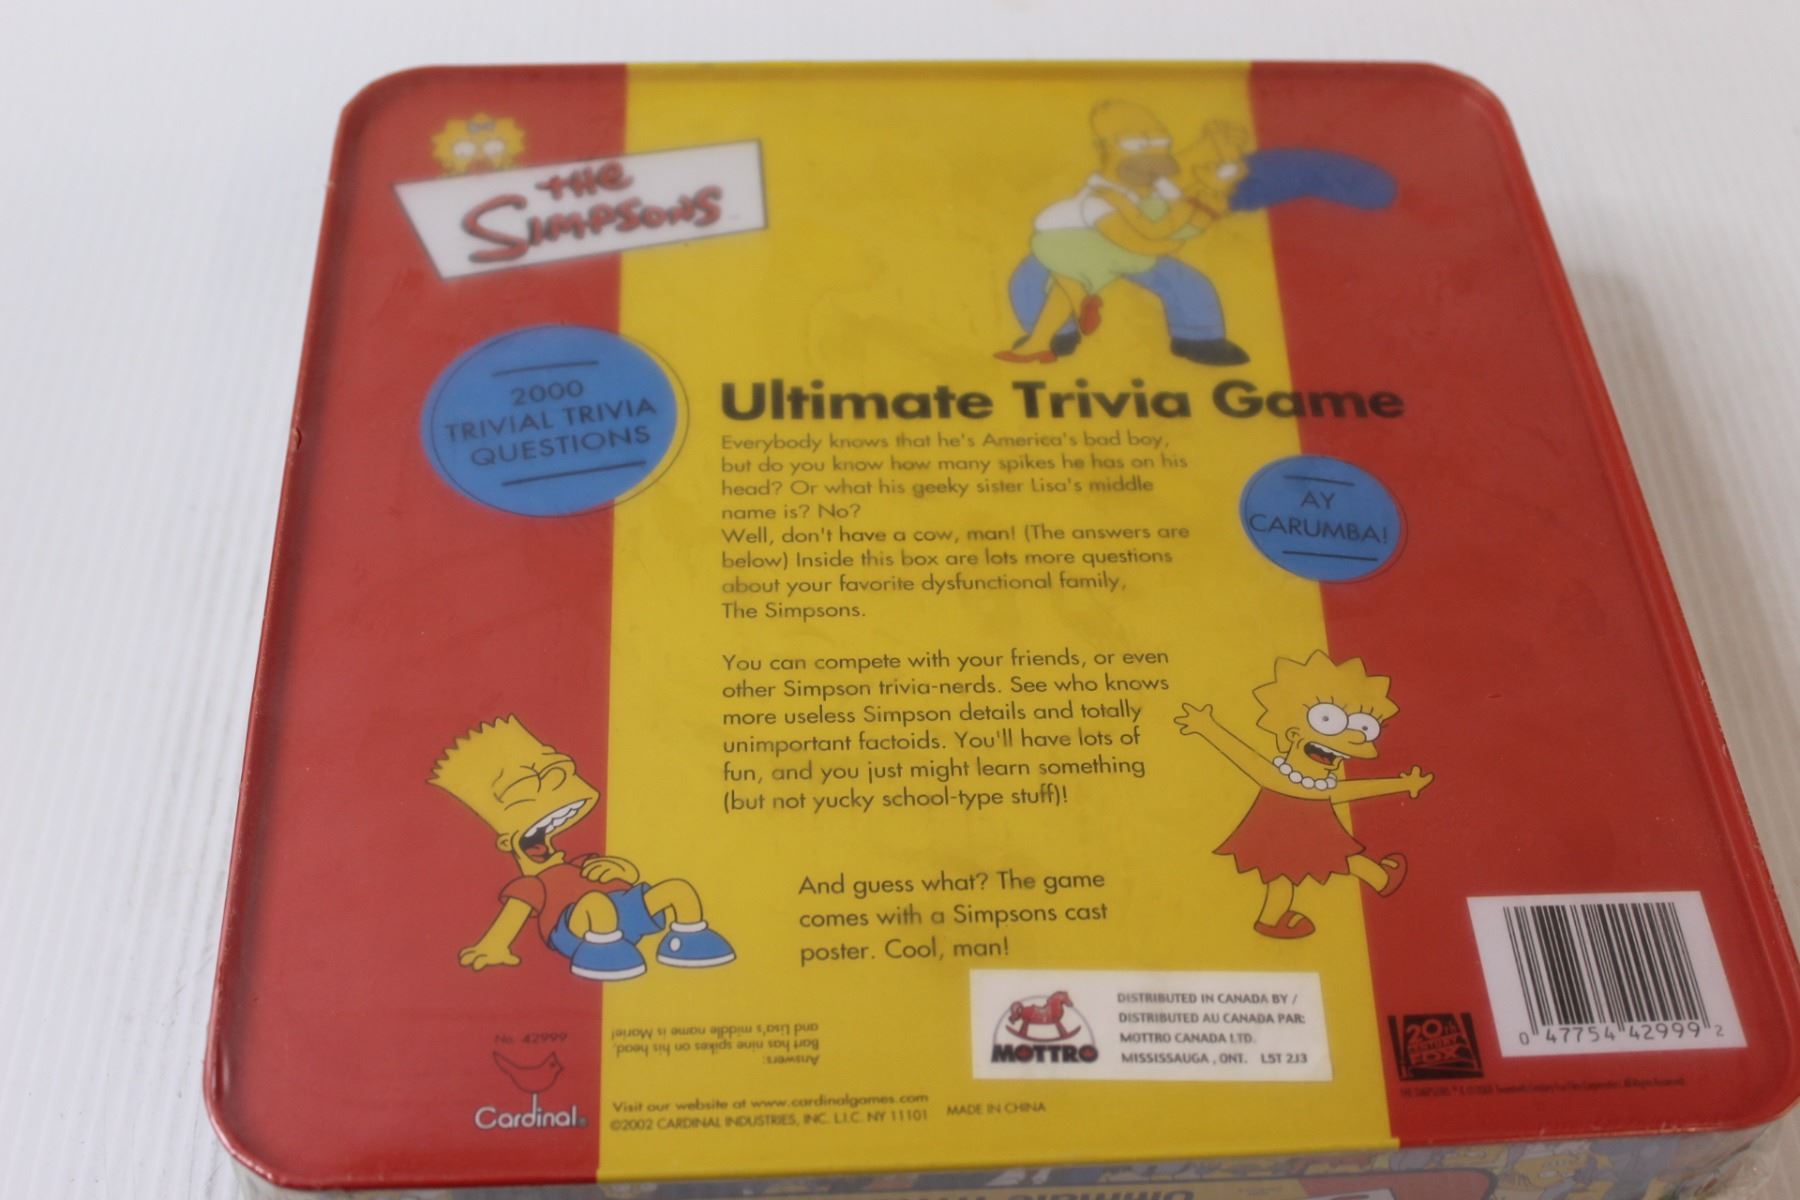 THE
SIMPSONS
2000
TRIVIAL TRIVIA
QUESTIONS
Ultimate Trivia Game
Everybody knows that he's America's bad boy,
but do you know how many spikes he has on his
head? Or what his geeky sister Lisa's middle
name is? No?
Well, don't have a cow, man! (The answers are
below) Inside this box are lots more questions
about your favorite dysfunctional family,
The Simpsons.
AY
CARUMBA!
You can compete with your friends, or even
other Simpson trivia-nerds. See who knows
more useless Simpson details and totally
unimportant factoids. You'll have lots of
fun, and you just might learn something
(but not yucky school-type stuff)!
And guess what? The game
comes with a Simpsons cast
poster. Cool, man!
MOTTRO
DISTRIBUTED IN CANADA BY /
DISTRIBUTED AU CANADA PAR:
MOTTRO CANADA LTD.
MISSISSAUGA , ONT. L5T 2J3
0 47754 42999 2
20th
CENTURY
FOX
No. 42999
Cardinal
Answers:
Bart has nine spikes on his head,
and Lisa's middle name is Marie!
Visit our website at www.cardinalgames.com
©2002 CARDINAL INDUSTRIES, INC. L.I.C. NY 11101
MADE IN CHINA